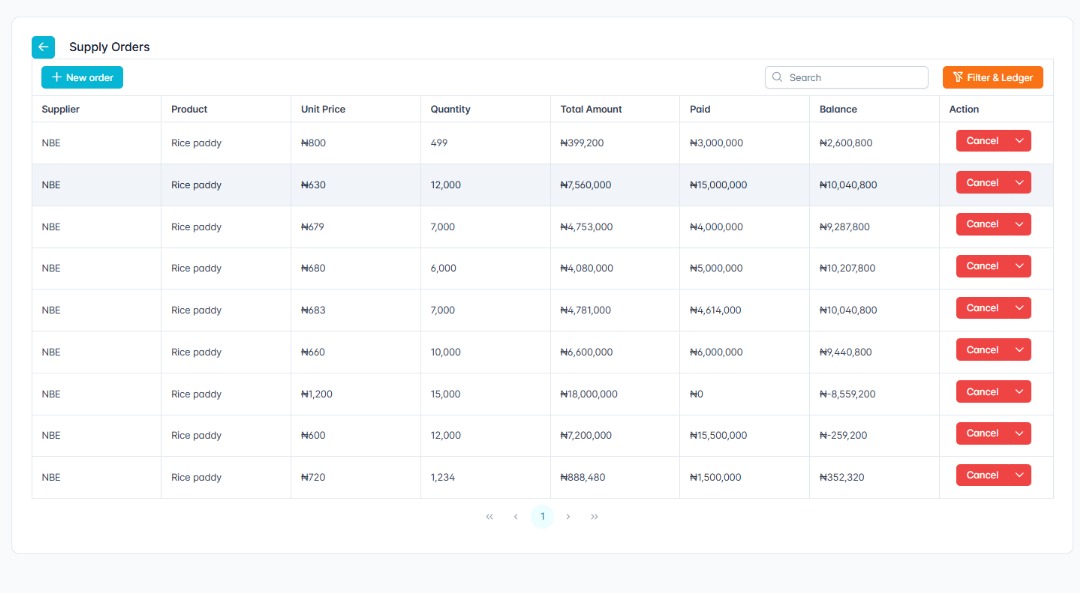 Supply Orders
New order
Search
Filter & Ledger
Supplier Product Unit Price Quantity Total Amount Paid Balance Action
NBE Rice paddy ₦800 499 ₦399,200 ₦3,000,000 ₦2,600,800 Cancel
NBE Rice paddy ₦630 12,000 ₦7,560,000 ₦15,000,000 ₦10,040,800 Cancel
NBE Rice paddy ₦679 7,000 ₦4,753,000 ₦4,000,000 ₦9,287,800 Cancel
NBE Rice paddy ₦680 6,000 ₦4,080,000 ₦5,000,000 ₦10,207,800 Cancel
NBE Rice paddy ₦683 7,000 ₦4,781,000 ₦4,614,000 ₦10,040,800 Cancel
NBE Rice paddy ₦660 10,000 ₦6,600,000 ₦6,000,000 ₦9,440,800 Cancel
NBE Rice paddy ₦1,200 15,000 ₦18,000,000 ₦0 ₦-8,559,200 Cancel
NBE Rice paddy ₦600 12,000 ₦7,200,000 ₦15,500,000 ₦-259,200 Cancel
NBE Rice paddy ₦720 1,234 ₦888,480 ₦1,500,000 ₦352,320 Cancel
« ‹ 1 › »